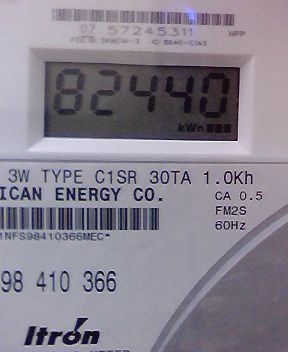 07 57245311 WPP
82440
kWh
3W TYPE C1SR 30TA 1.0Kh
ICAN ENERGY CO. CA 0.5
FM2S
60Hz
1NFS98410366MEC*
98 410 366
Itron